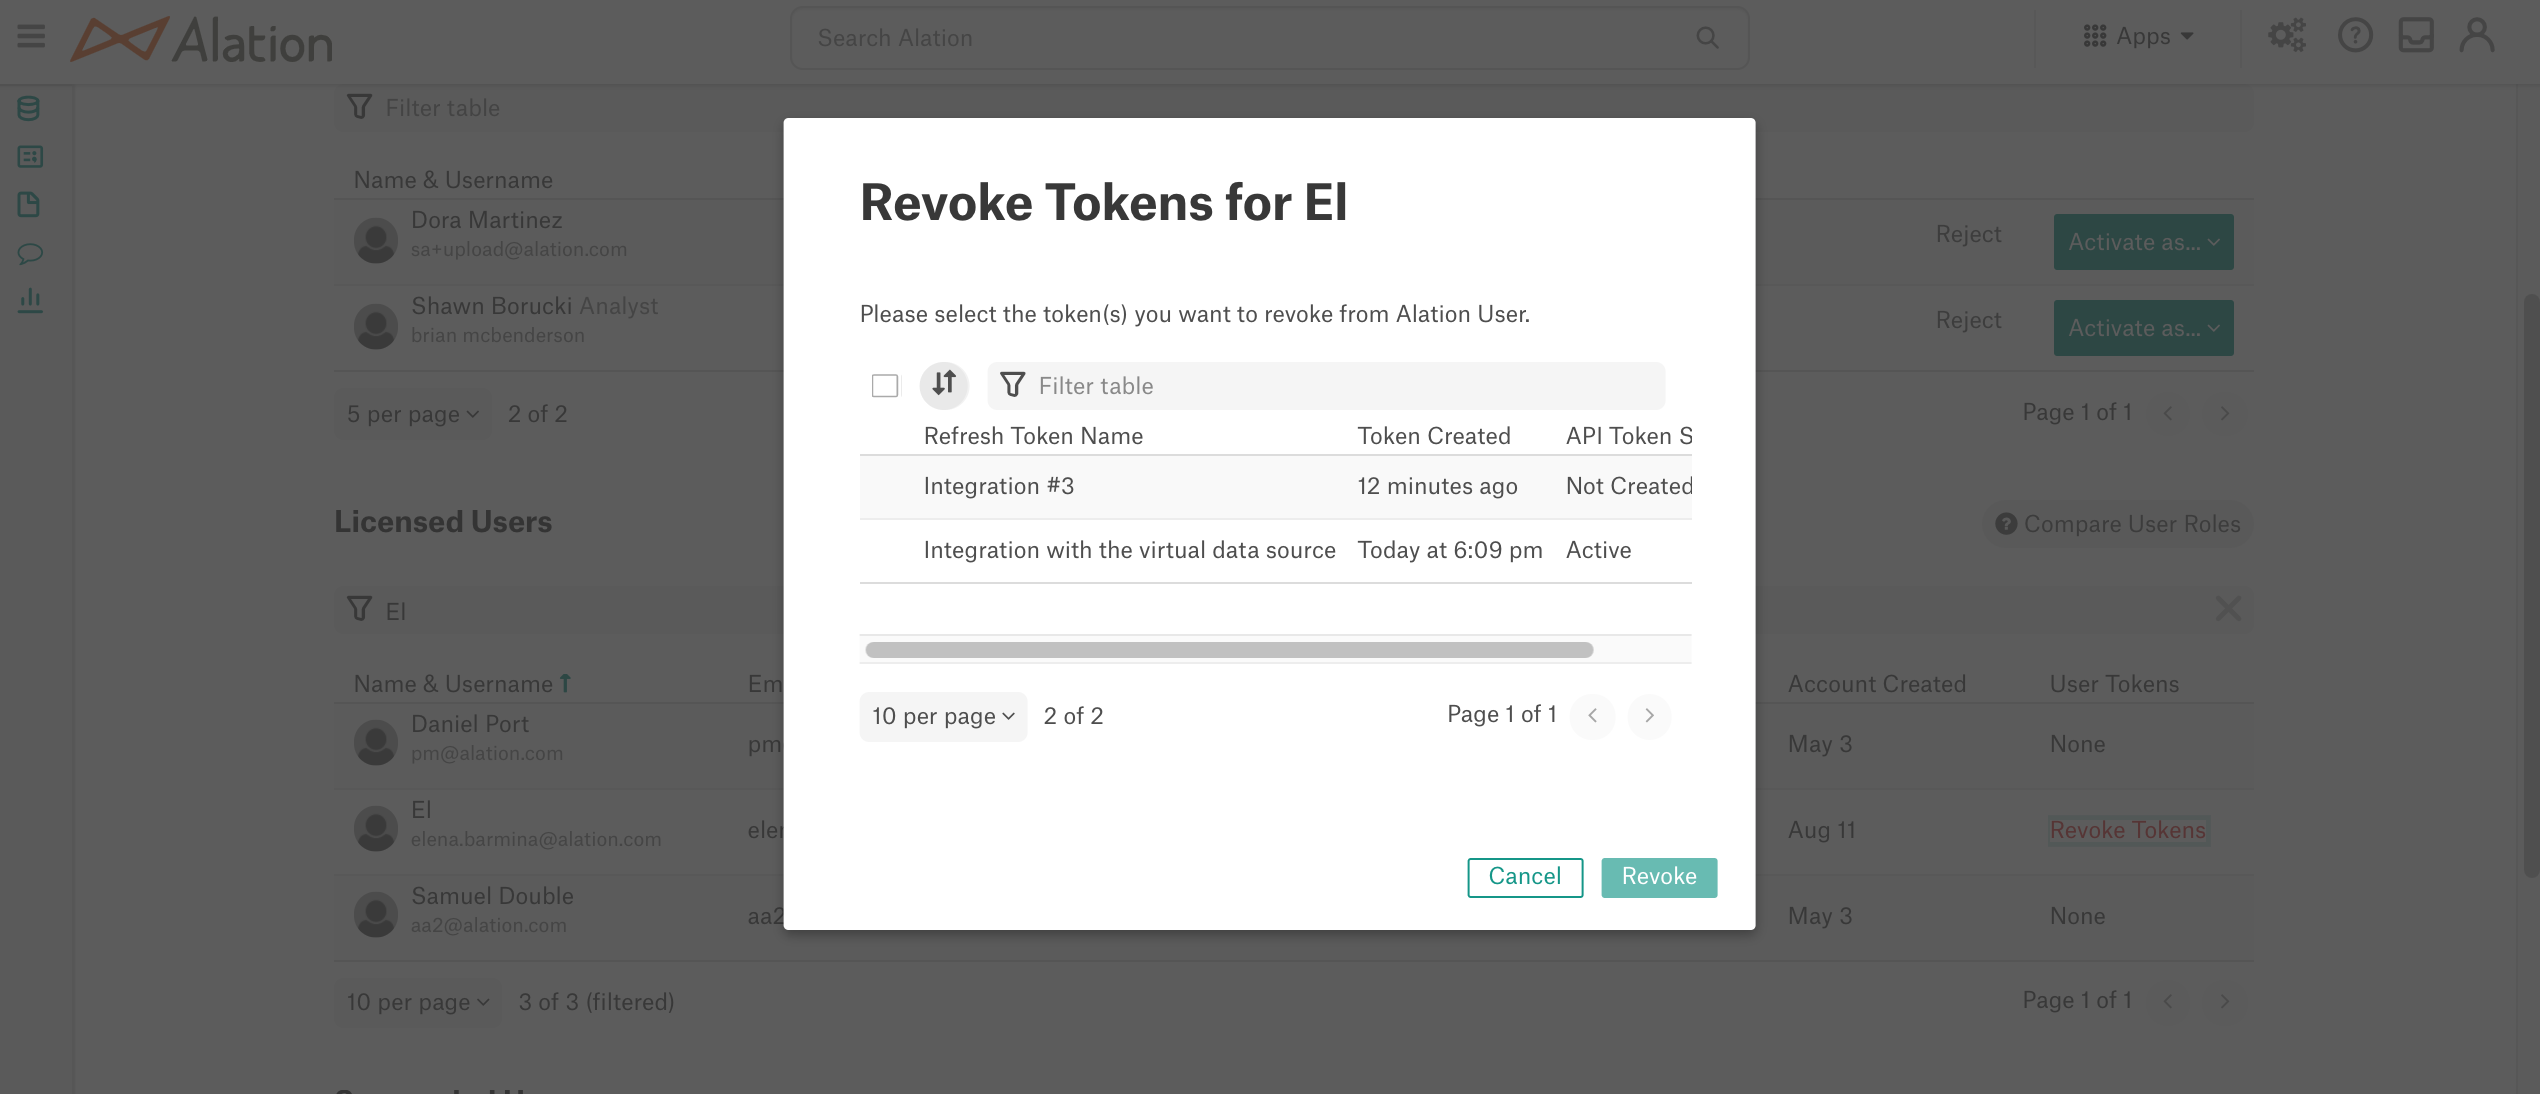 Alation
Search Alation
Apps
Filter table
Name & Username
Dora Martinez
sa+upload@alation.com
Reject
Activate as...
Shawn Borucki Analyst
brian mcbenderson
Reject
Activate as...
5 per page
2 of 2
Page 1 of 1
Licensed Users
Compare User Roles
El
Name & Username
Em
Account Created
User Tokens
Daniel Port
pm@alation.com
pm
May 3
None
El
elena.barmina@alation.com
eler
Aug 11
Revoke Tokens
Samuel Double
aa2@alation.com
aa2
May 3
None
10 per page
3 of 3 (filtered)
Page 1 of 1
Revoke Tokens for El
Please select the token(s) you want to revoke from Alation User.
Filter table
Refresh Token Name
Token Created
API Token S
Integration #3
12 minutes ago
Not Created
Integration with the virtual data source
Today at 6:09 pm
Active
10 per page
2 of 2
Page 1 of 1
Cancel
Revoke